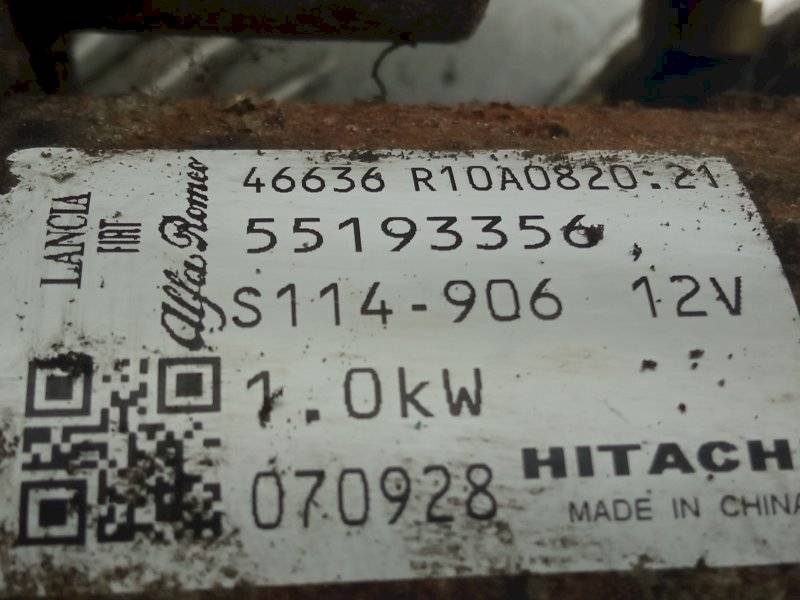 LANCIA
FIAT
Alfa Romeo
46636 R10A0820:21
55193356
S114-906 12V
1.0kW
070928
HITACH
MADE IN CHINA